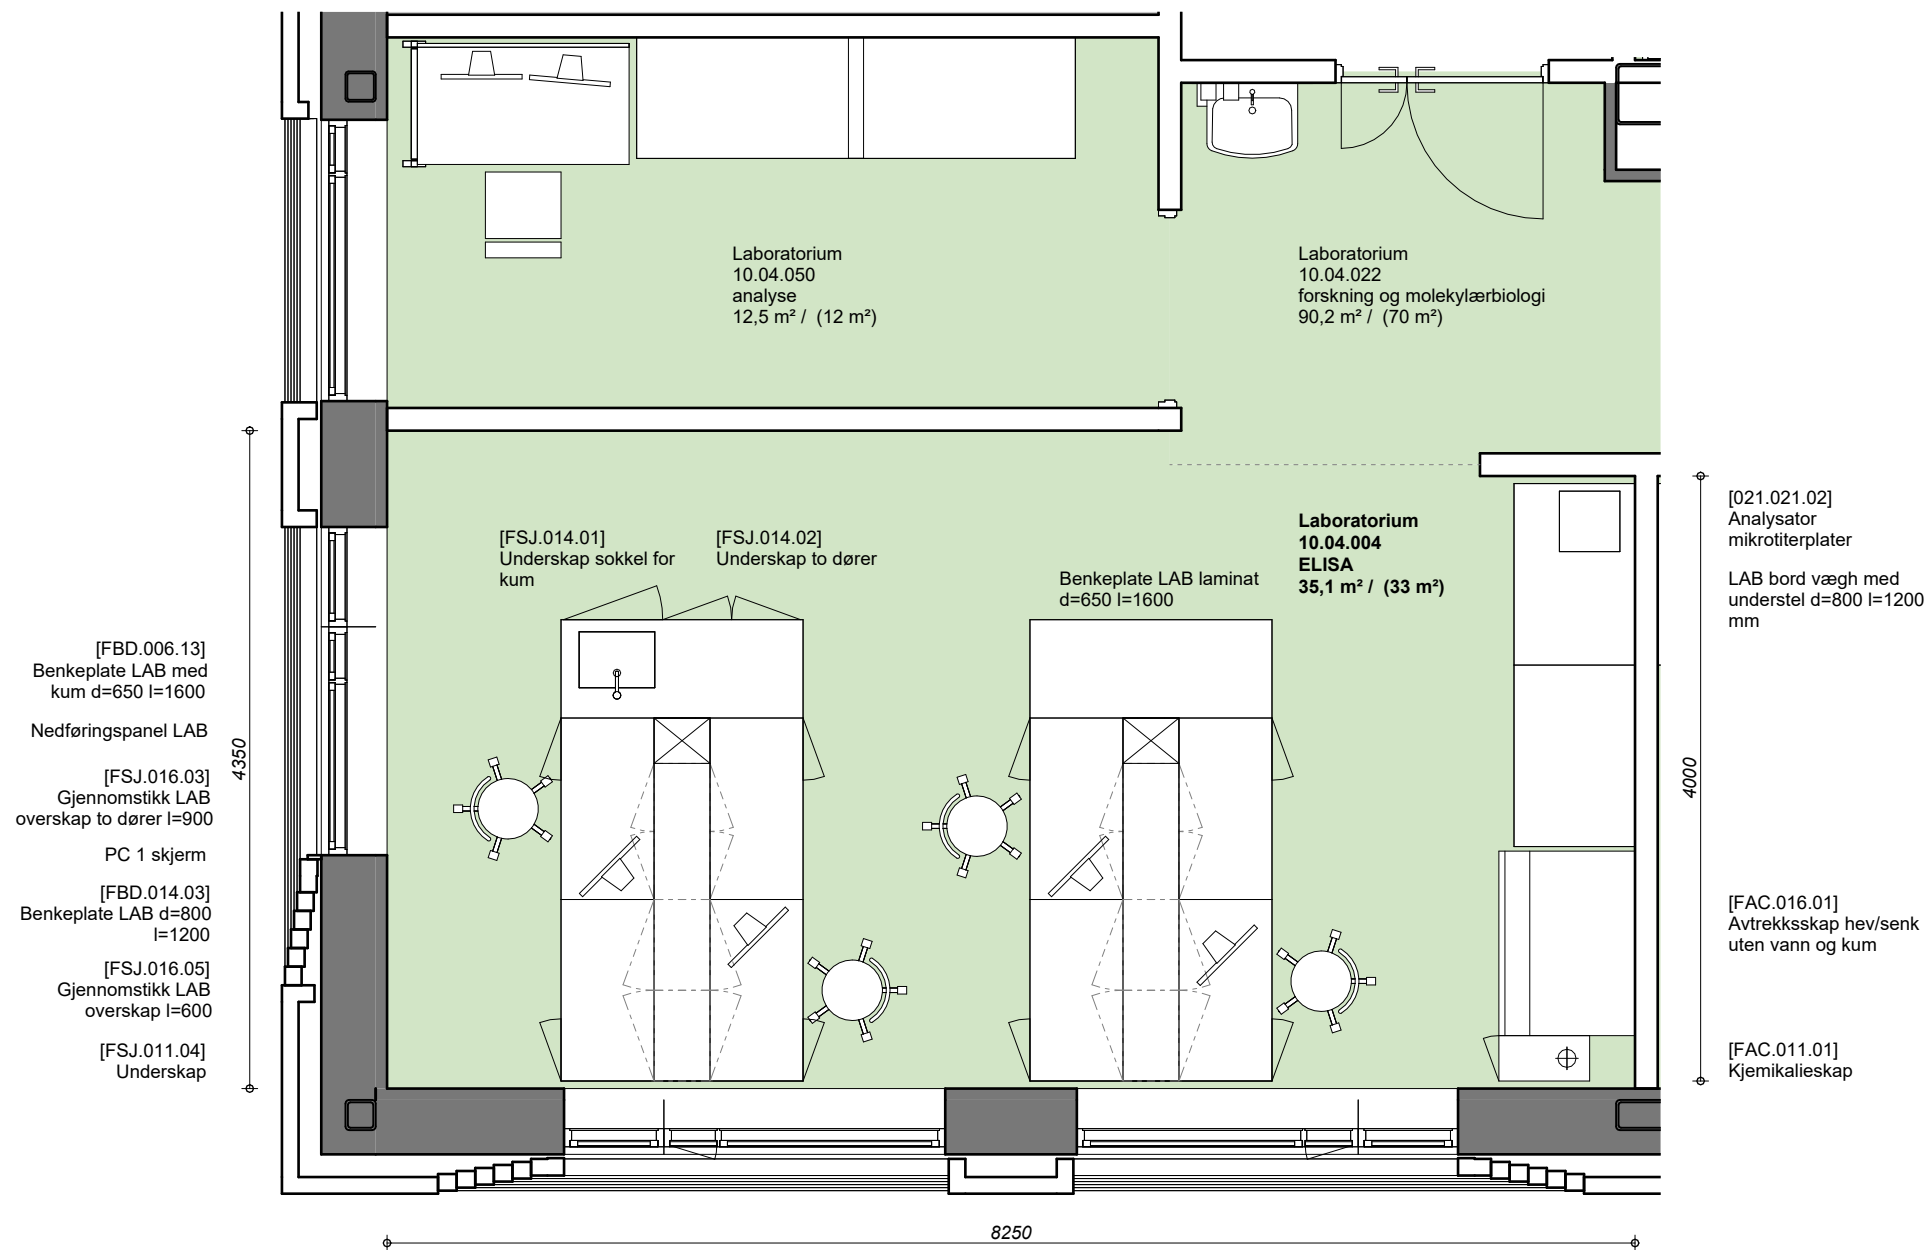 Laboratorium
10.04.050
analyse
12,5 m² /  (12 m²)
Laboratorium
10.04.022
forskning og molekylærbiologi
90,2 m² /  (70 m²)
[FSJ.014.01]
Underskap sokkel for
kum
[FSJ.014.02]
Underskap to dører
Benkeplate LAB laminat
d=650 l=1600
Laboratorium
10.04.004
ELISA
35,1 m² /  (33 m²)
[FBD.006.13]
Benkeplate LAB med
kum d=650 l=1600
Nedføringspanel LAB
[FSJ.016.03]
Gjennomstikk LAB
overskap to dører l=900
PC 1 skjerm
[FBD.014.03]
Benkeplate LAB d=800
l=1200
[FSJ.016.05]
Gjennomstikk LAB
overskap l=600
[FSJ.011.04]
Underskap
4350
4000
[021.021.02]
Analysator
mikrotiterplater
LAB bord vægh med
understel d=800 l=1200
mm
[FAC.016.01]
Avtrekksskap hev/senk
uten vann og kum
[FAC.011.01]
Kjemikalieskap
8250